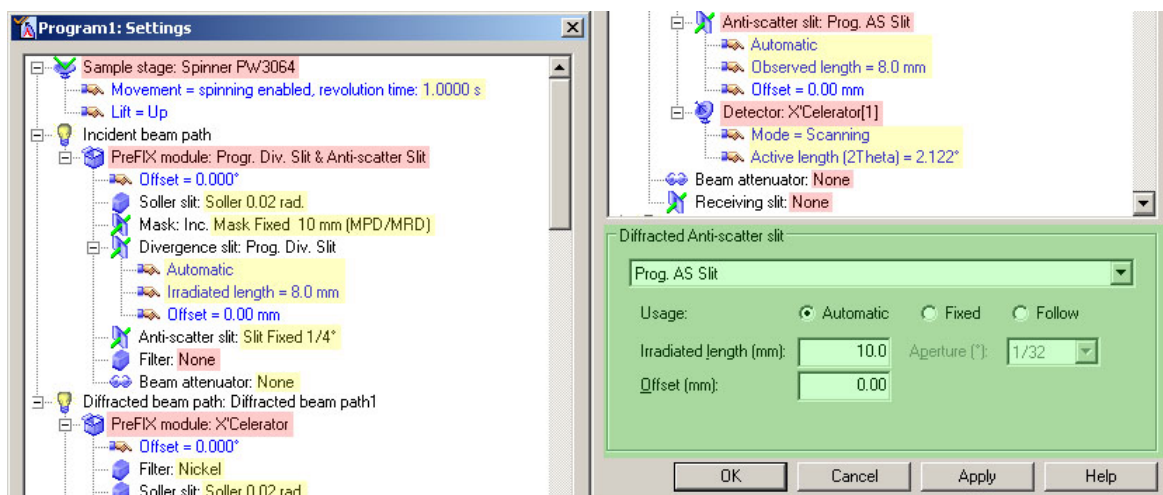 Program1: Settings
Sample stage: Spinner PW3064
Movement = spinning enabled, revolution time: 1.0000 s
Lift = Up
Incident beam path
PreFIX module: Progr. Div. Slit & Anti-scatter Slit
Offset = 0.000°
Soller slit: Soller 0.02 rad.
Mask: Inc. Mask Fixed 10 mm (MPD/MRD)
Divergence slit: Prog. Div. Slit
Automatic
Irradiated length = 8.0 mm
Offset = 0.00 mm
Anti-scatter slit: Slit Fixed 1/4°
Filter: None
Beam attenuator: None
Diffracted beam path: Diffracted beam path1
PreFIX module: X'Celerator
Offset = 0.000°
Filter: Nickel
Soller slit: Soller 0.02 rad.
Anti-scatter slit: Prog. AS Slit
Automatic
Observed length = 8.0 mm
Offset = 0.00 mm
Detector: X'Celerator[1]
Mode = Scanning
Active length (2Theta) = 2.122°
Beam attenuator: None
Receiving slit: None
Diffracted Anti-scatter slit
Prog. AS Slit
Usage: Automatic Fixed Follow
Irradiated length (mm): 10.0 Aperture (°): 1/32
Offset (mm): 0.00
OK Cancel Apply Help